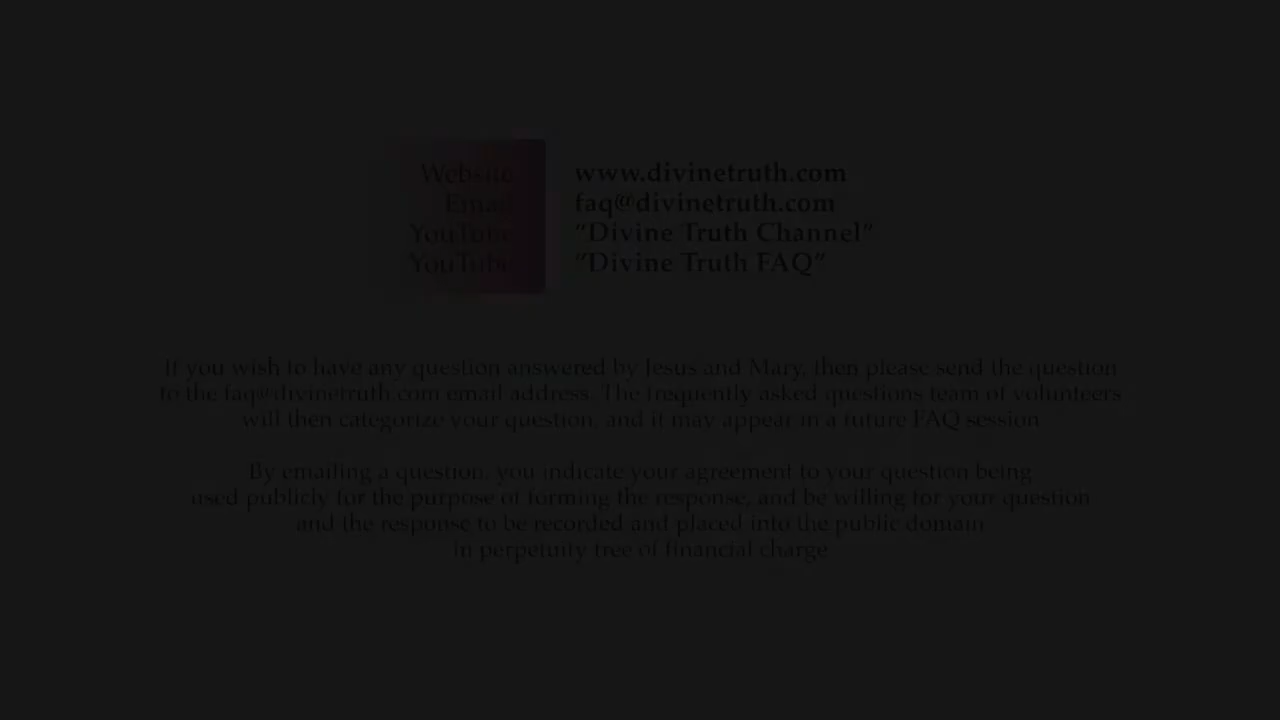 Website www.divinetruth.com
Email faq@divinetruth.com
YouTube "Divine Truth Channel"
YouTube "Divine Truth FAQ"
If you wish to have any question answered by Jesus and Mary, then please send the question
to the faq@divinetruth.com email address. The frequently asked questions team of volunteers
will then categorize your question, and it may appear in a future FAQ session
By emailing a question, you indicate your agreement to your question being
used publicly for the purpose of forming the response, and be willing for your question
and the response to be recorded and placed into the public domain
in perpetuity free of financial charge